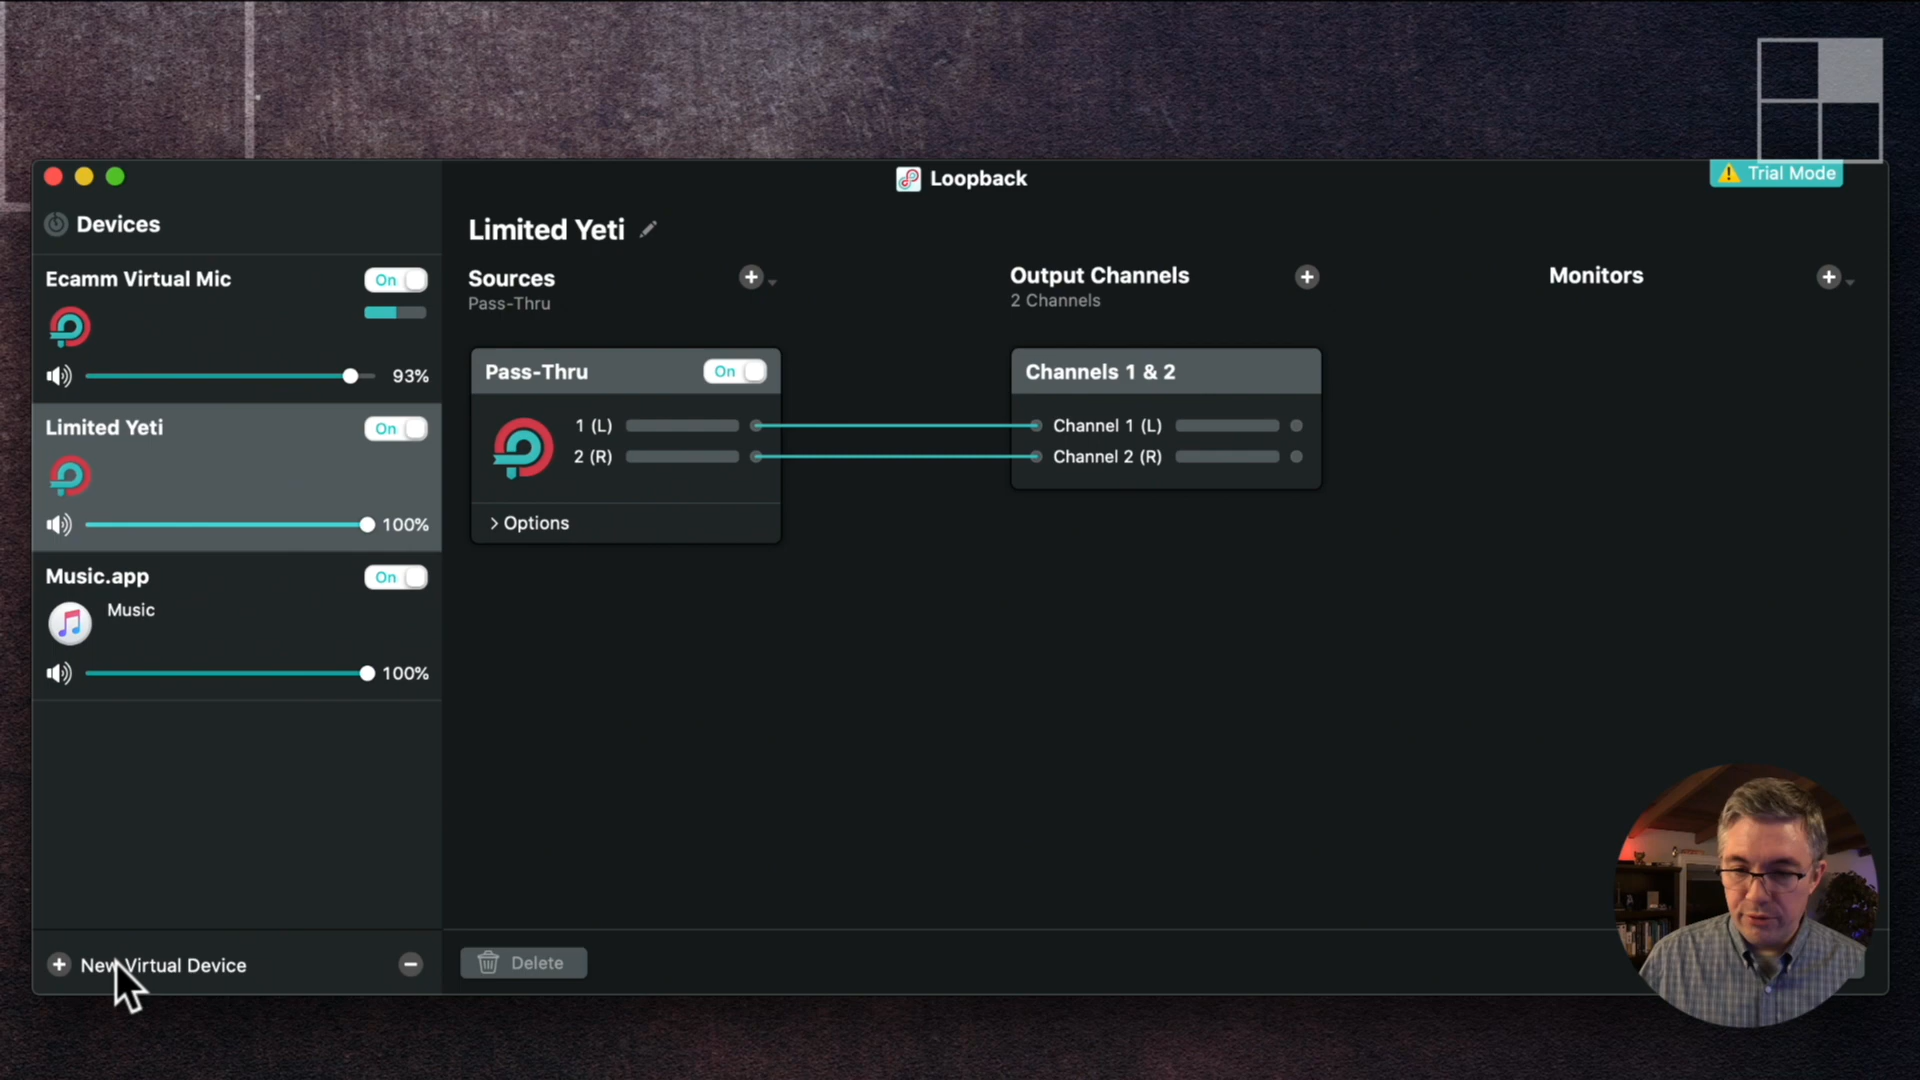 Loopback
Trial Mode
Devices
Ecamm Virtual Mic
On
93%
Limited Yeti
On
100%
Music.app
On
Music
100%
New Virtual Device
Limited Yeti
Sources
Pass-Thru
Pass-Thru
On
1 (L)
2 (R)
Options
Output Channels
2 Channels
Channels 1 & 2
Channel 1 (L)
Channel 2 (R)
Monitors
Delete